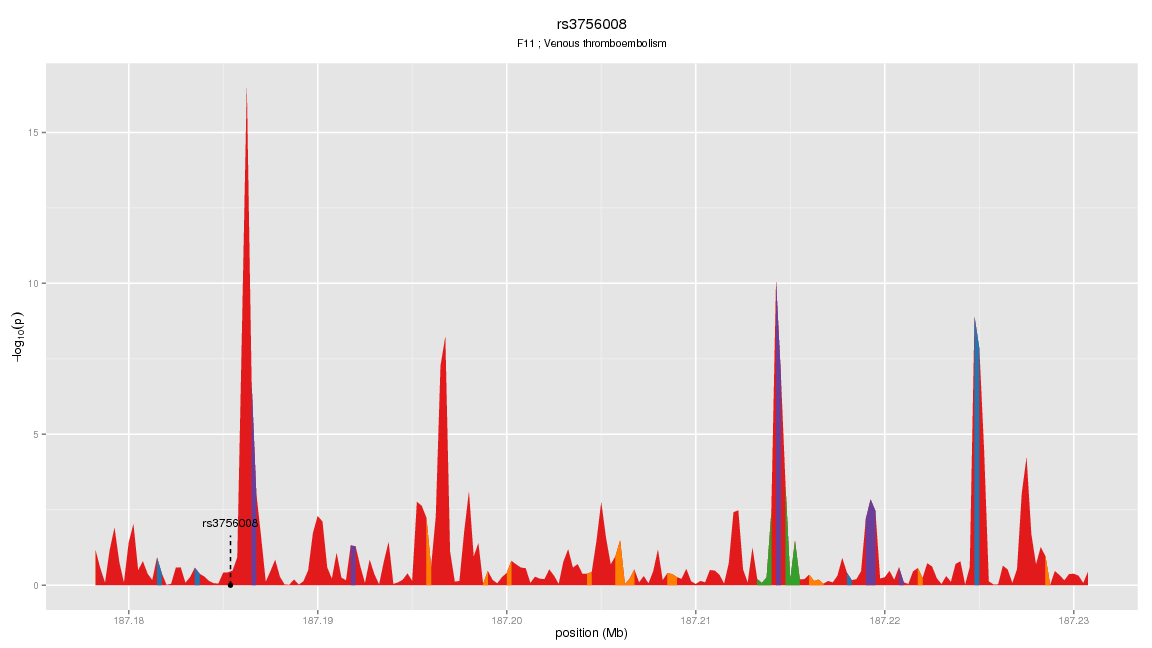 rs3756008
F11 ; Venous thromboembolism
−log10(p)
15
10
5
0
rs3756008
187.18 187.19 187.20 187.21 187.22 187.23
position (Mb)